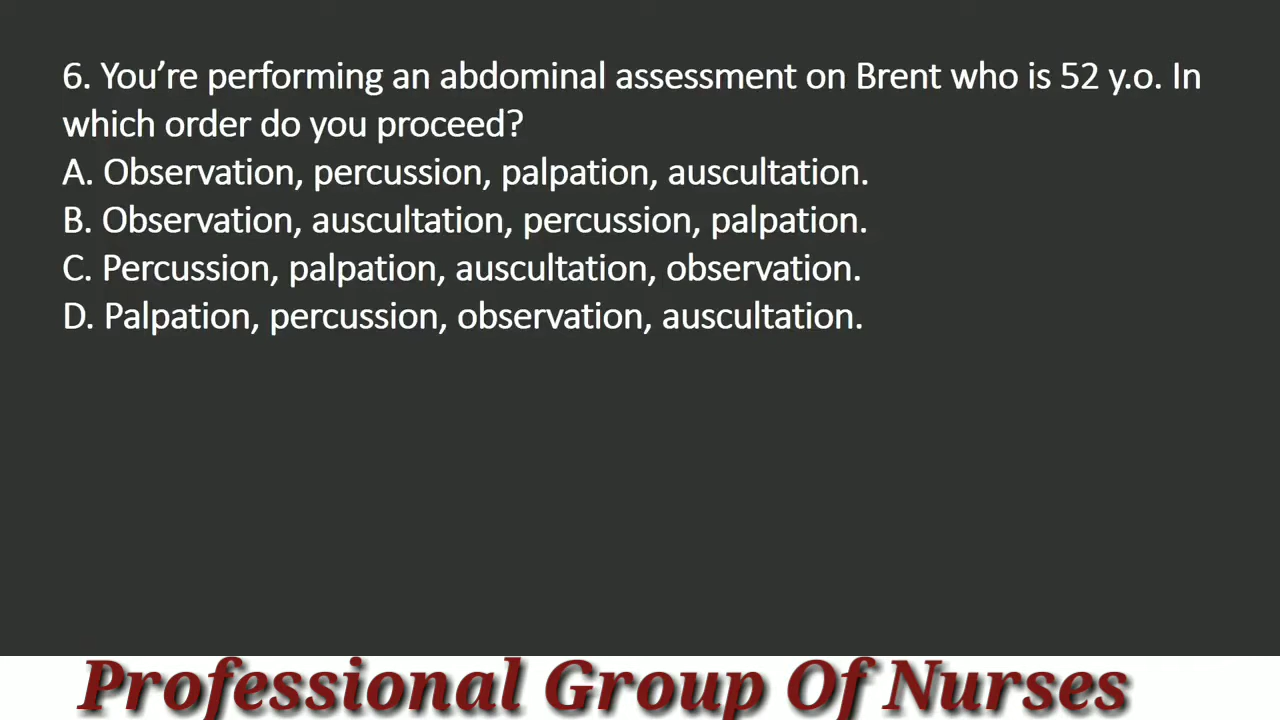 6. You’re performing an abdominal assessment on Brent who is 52 y.o. In
which order do you proceed?
A. Observation, percussion, palpation, auscultation.
B. Observation, auscultation, percussion, palpation.
C. Percussion, palpation, auscultation, observation.
D. Palpation, percussion, observation, auscultation.
Professional Group Of Nurses